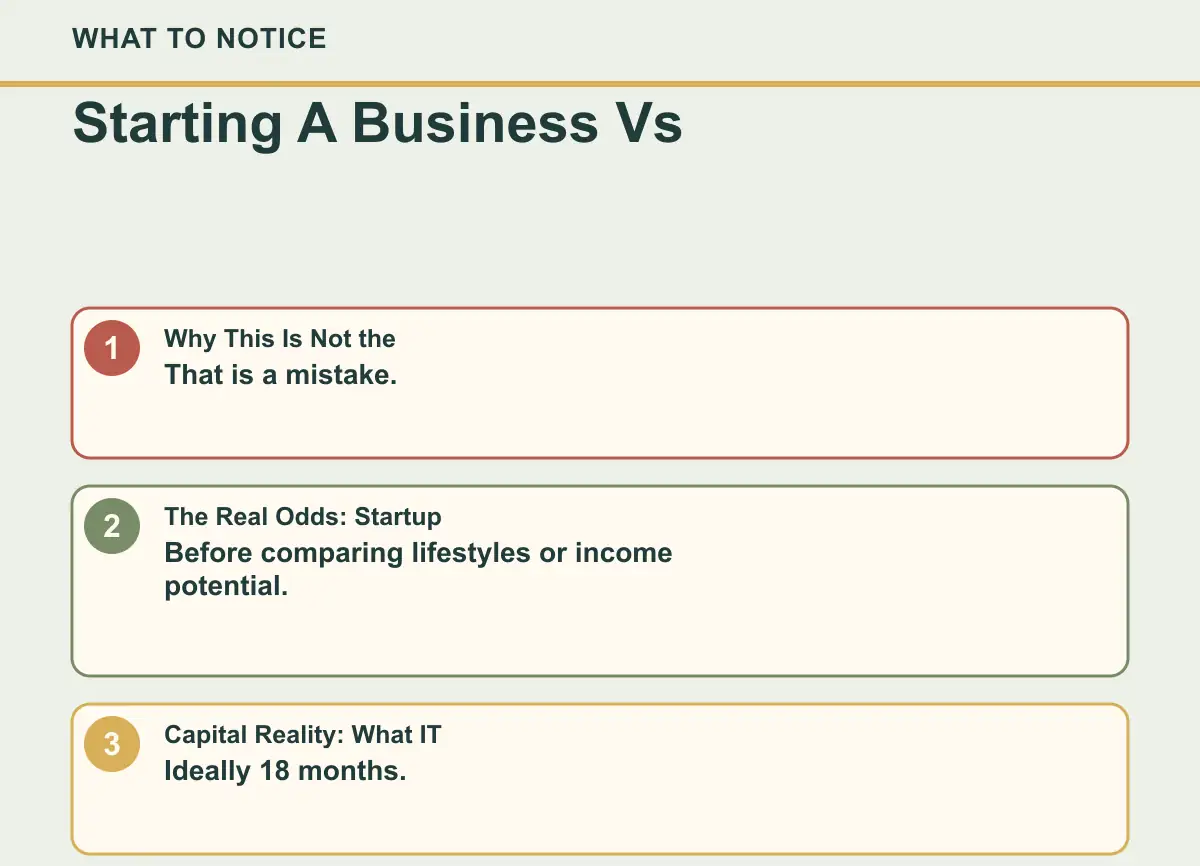 WHAT TO NOTICE
Starting A Business Vs
1
Why This Is Not the
That is a mistake.
2
The Real Odds: Startup
Before comparing lifestyles or income
potential.
3
Capital Reality: What IT
Ideally 18 months.